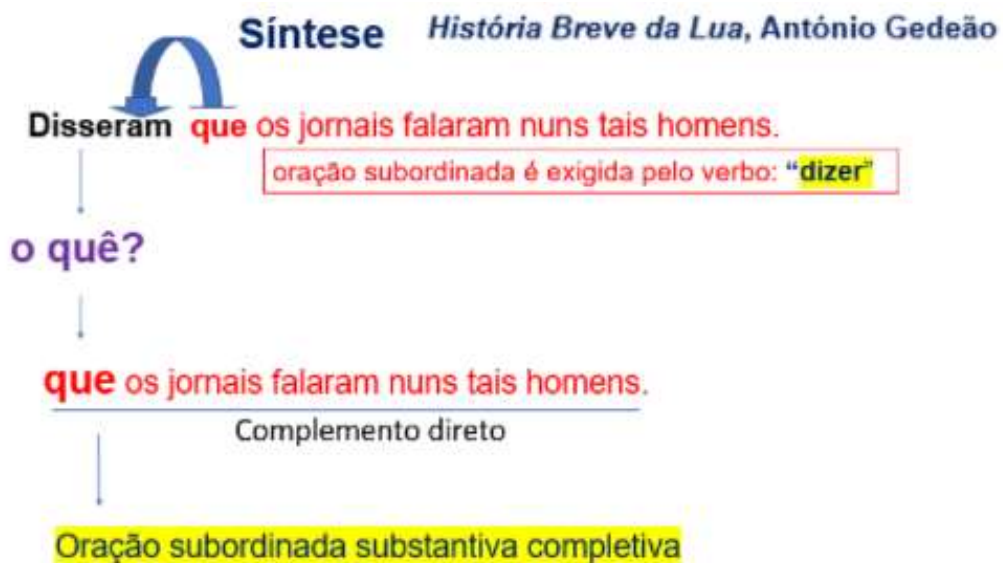 Síntese História Breve da Lua, António Gedeão
Disseram que os jornais falaram nuns tais homens.
oração subordinada é exigida pelo verbo: “dizer”
o quê?
que os jornais falaram nuns tais homens.
Complemento direto
Oração subordinada substantiva completiva